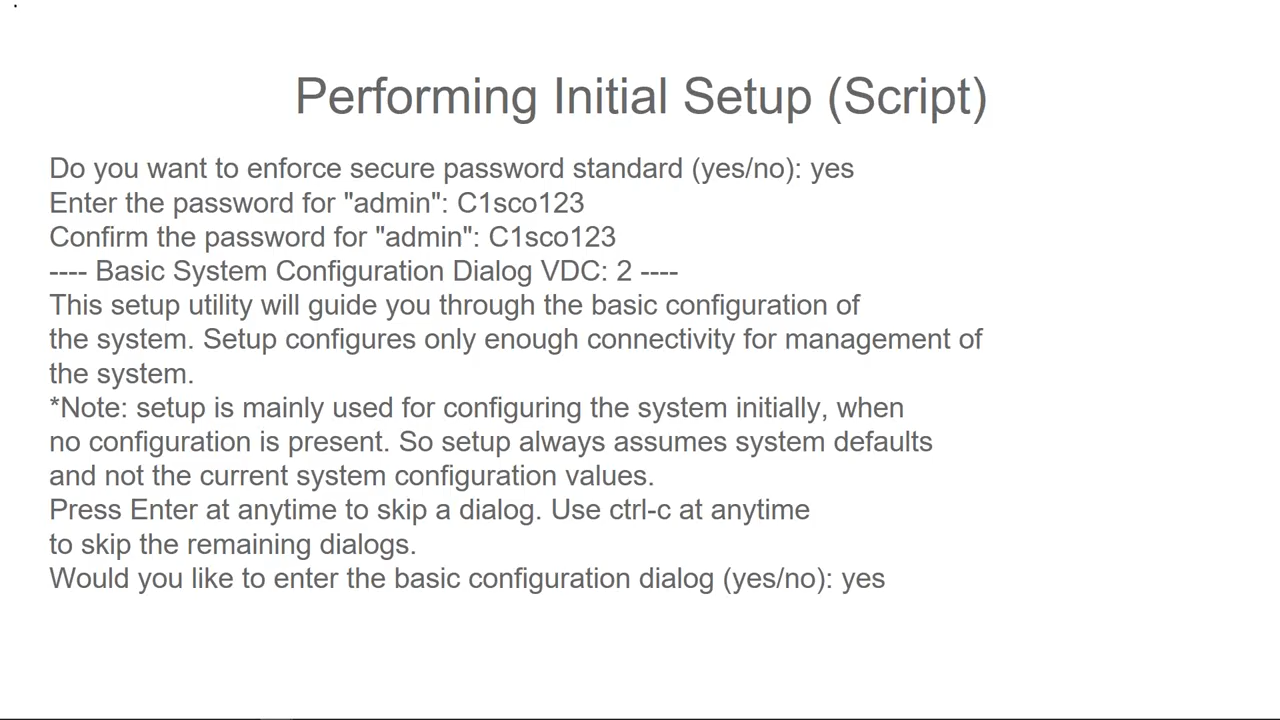 Performing Initial Setup (Script)
Do you want to enforce secure password standard (yes/no): yes
Enter the password for "admin": C1sco123
Confirm the password for "admin": C1sco123
---- Basic System Configuration Dialog VDC: 2 ----
This setup utility will guide you through the basic configuration of
the system. Setup configures only enough connectivity for management of
the system.
*Note: setup is mainly used for configuring the system initially, when
no configuration is present. So setup always assumes system defaults
and not the current system configuration values.
Press Enter at anytime to skip a dialog. Use ctrl-c at anytime
to skip the remaining dialogs.
Would you like to enter the basic configuration dialog (yes/no): yes